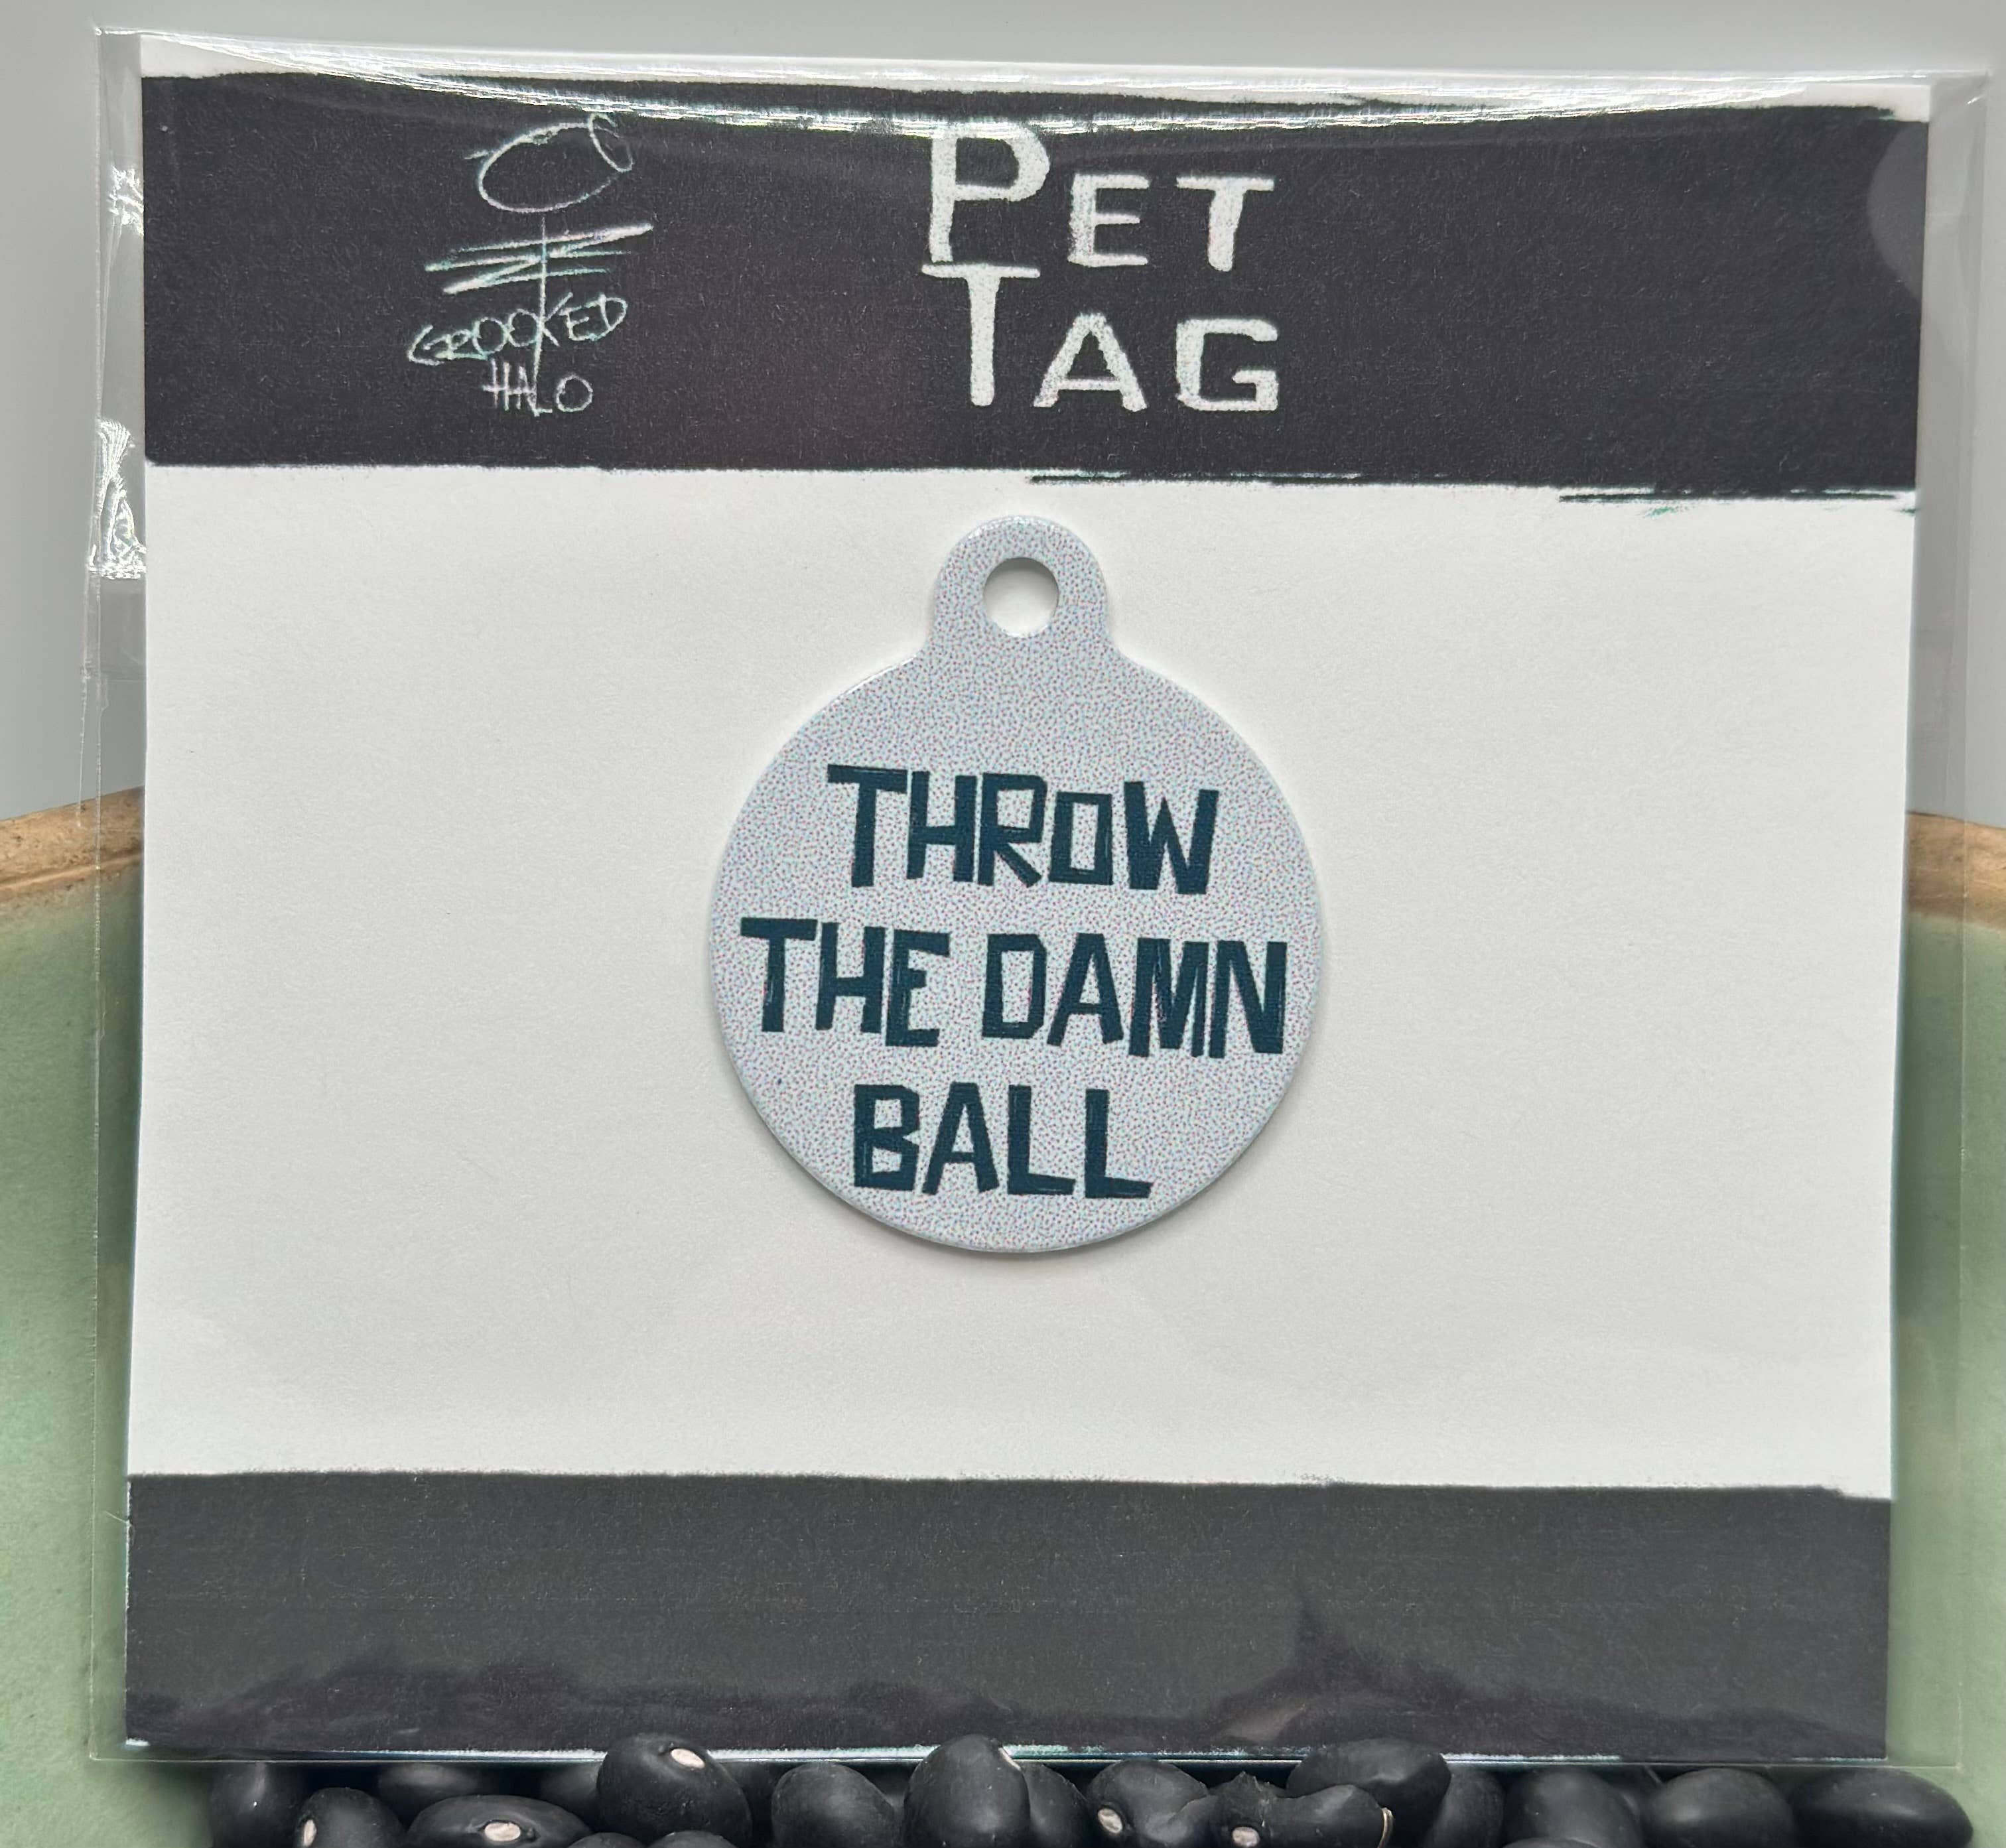 CROOKED
HALO
PET
TAG
THROW
THE DAMN
BALL